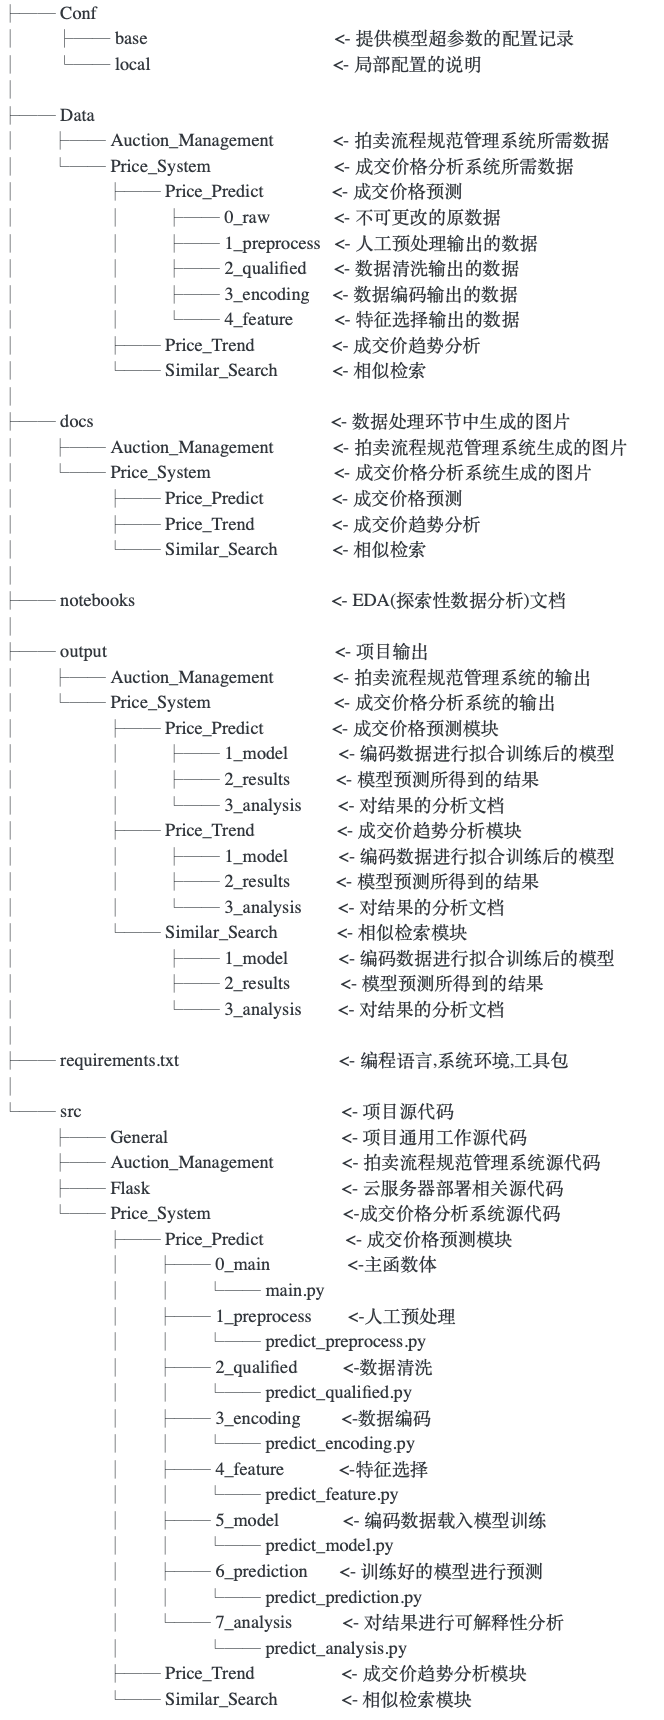 ├── Conf
│   ├── base <- 提供模型超参数的配置记录
│   └── local <- 局部配置的说明
│
├── Data
│   ├── Auction_Management <- 拍卖流程规范管理系统所需数据
│   └── Price_System <- 成交价格分析系统所需数据
│       ├── Price_Predict <- 成交价格预测
│       │   ├── 0_raw <- 不可更改的原数据
│       │   ├── 1_preprocess <- 人工预处理输出的数据
│       │   ├── 2_qualified <- 数据清洗输出的数据
│       │   ├── 3_encoding <- 数据编码输出的数据
│       │   └── 4_feature <- 特征选择输出的数据
│       ├── Price_Trend <- 成交价趋势分析
│       └── Similar_Search <- 相似检索
│
├── docs <- 数据处理环节中生成的图片
│   ├── Auction_Management <- 拍卖流程规范管理系统生成的图片
│   └── Price_System <- 成交价格分析系统生成的图片
│       ├── Price_Predict <- 成交价格预测
│       ├── Price_Trend <- 成交价趋势分析
│       └── Similar_Search <- 相似检索
│
├── notebooks <- EDA(探索性数据分析)文档
│
├── output <- 项目输出
│   ├── Auction_Management <- 拍卖流程规范管理系统的输出
│   └── Price_System <- 成交价格分析系统的输出
│       ├── Price_Predict <- 成交价格预测模块
│       │   ├── 1_model <- 编码数据进行拟合训练后的模型
│       │   ├── 2_results <- 模型预测所得到的结果
│       │   └── 3_analysis <- 对结果的分析文档
│       ├── Price_Trend <- 成交价趋势分析模块
│       │   ├── 1_model <- 编码数据进行拟合训练后的模型
│       │   ├── 2_results <- 模型预测所得到的结果
│       │   └── 3_analysis <- 对结果的分析文档
│       └── Similar_Search <- 相似检索模块
│           ├── 1_model <- 编码数据进行拟合训练后的模型
│           ├── 2_results <- 模型预测所得到的结果
│           └── 3_analysis <- 对结果的分析文档
│
├── requirements.txt <- 编程语言,系统环境,工具包
│
└── src <- 项目源代码
    ├── General <- 项目通用工作源代码
    ├── Auction_Management <- 拍卖流程规范管理系统源代码
    ├── Flask <- 云服务器部署相关源代码
    └── Price_System <-成交价格分析系统源代码
        ├── Price_Predict <- 成交价格预测模块
        │   ├── 0_main <-主函数体
        │   │   └── main.py
        │   ├── 1_preprocess <-人工预处理
        │   │   └── predict_preprocess.py
        │   ├── 2_qualified <-数据清洗
        │   │   └── predict_qualified.py
        │   ├── 3_encoding <-数据编码
        │   │   └── predict_encoding.py
        │   ├── 4_feature <-特征选择
        │   │   └── predict_feature.py
        │   ├── 5_model <- 编码数据载入模型训练
        │   │   └── predict_model.py
        │   ├── 6_prediction <- 训练好的模型进行预测
        │   │   └── predict_prediction.py
        │   └── 7_analysis <- 对结果进行可解释性分析
        │       └── predict_analysis.py
        ├── Price_Trend <- 成交价趋势分析模块
        └── Similar_Search <- 相似检索模块